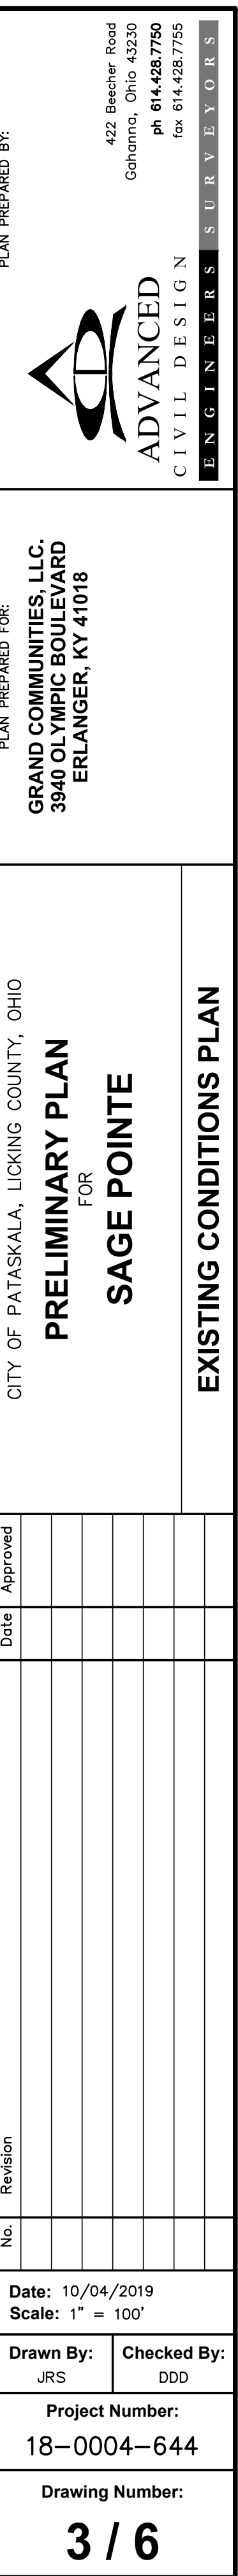 PLAN PREPARED BY:
422 Beecher Road
Gahanna, Ohio 43230
ph 614.428.7750
fax 614.428.7755
ADVANCED
CIVIL DESIGN
ENGINEERS SURVEYORS
PLAN PREPARED FOR:
GRAND COMMUNITIES, LLC.
3940 OLYMPIC BOULEVARD
ERLANGER, KY 41018
CITY OF PATASKALA, LICKING COUNTY, OHIO
PRELIMINARY PLAN
FOR
SAGE POINTE
EXISTING CONDITIONS PLAN
No. Revision Date Approved
Date: 10/04/2019
Scale: 1" = 100'
Drawn By: Checked By:
JRS DDD
Project Number:
18-0004-644
Drawing Number:
3 / 6